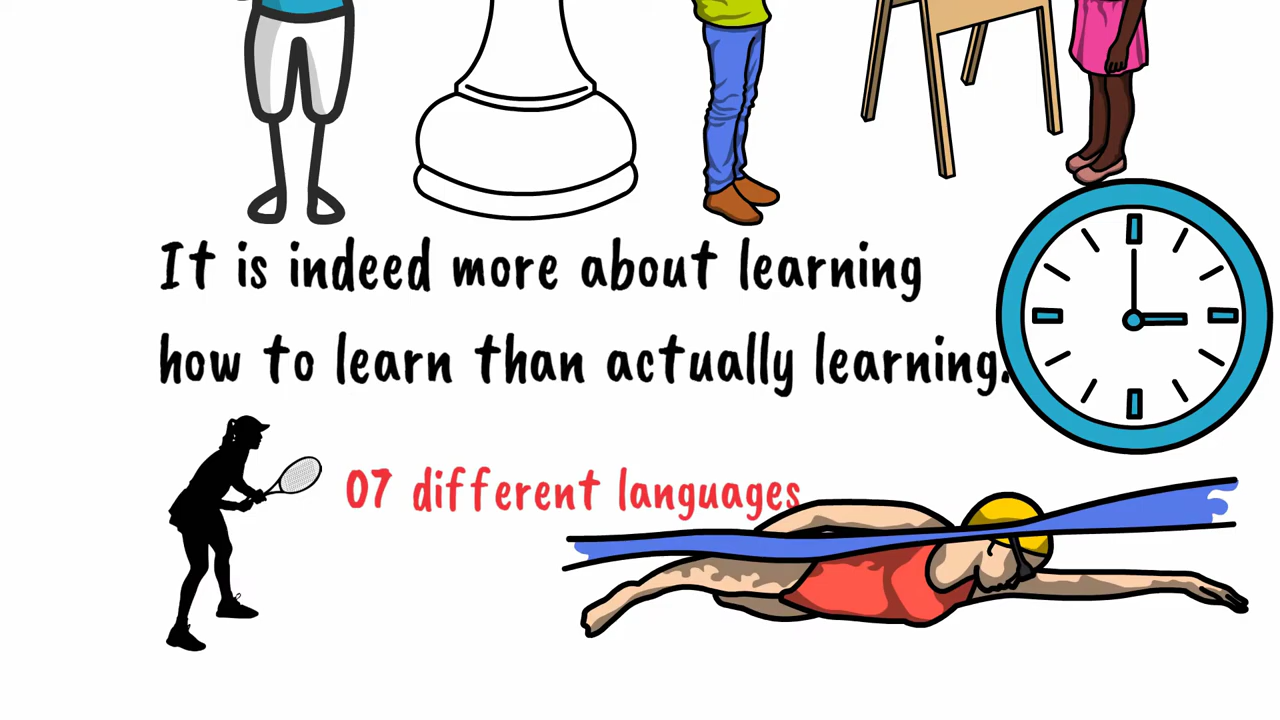 It is indeed more about learning
how to learn than actually learning.
07 different languages